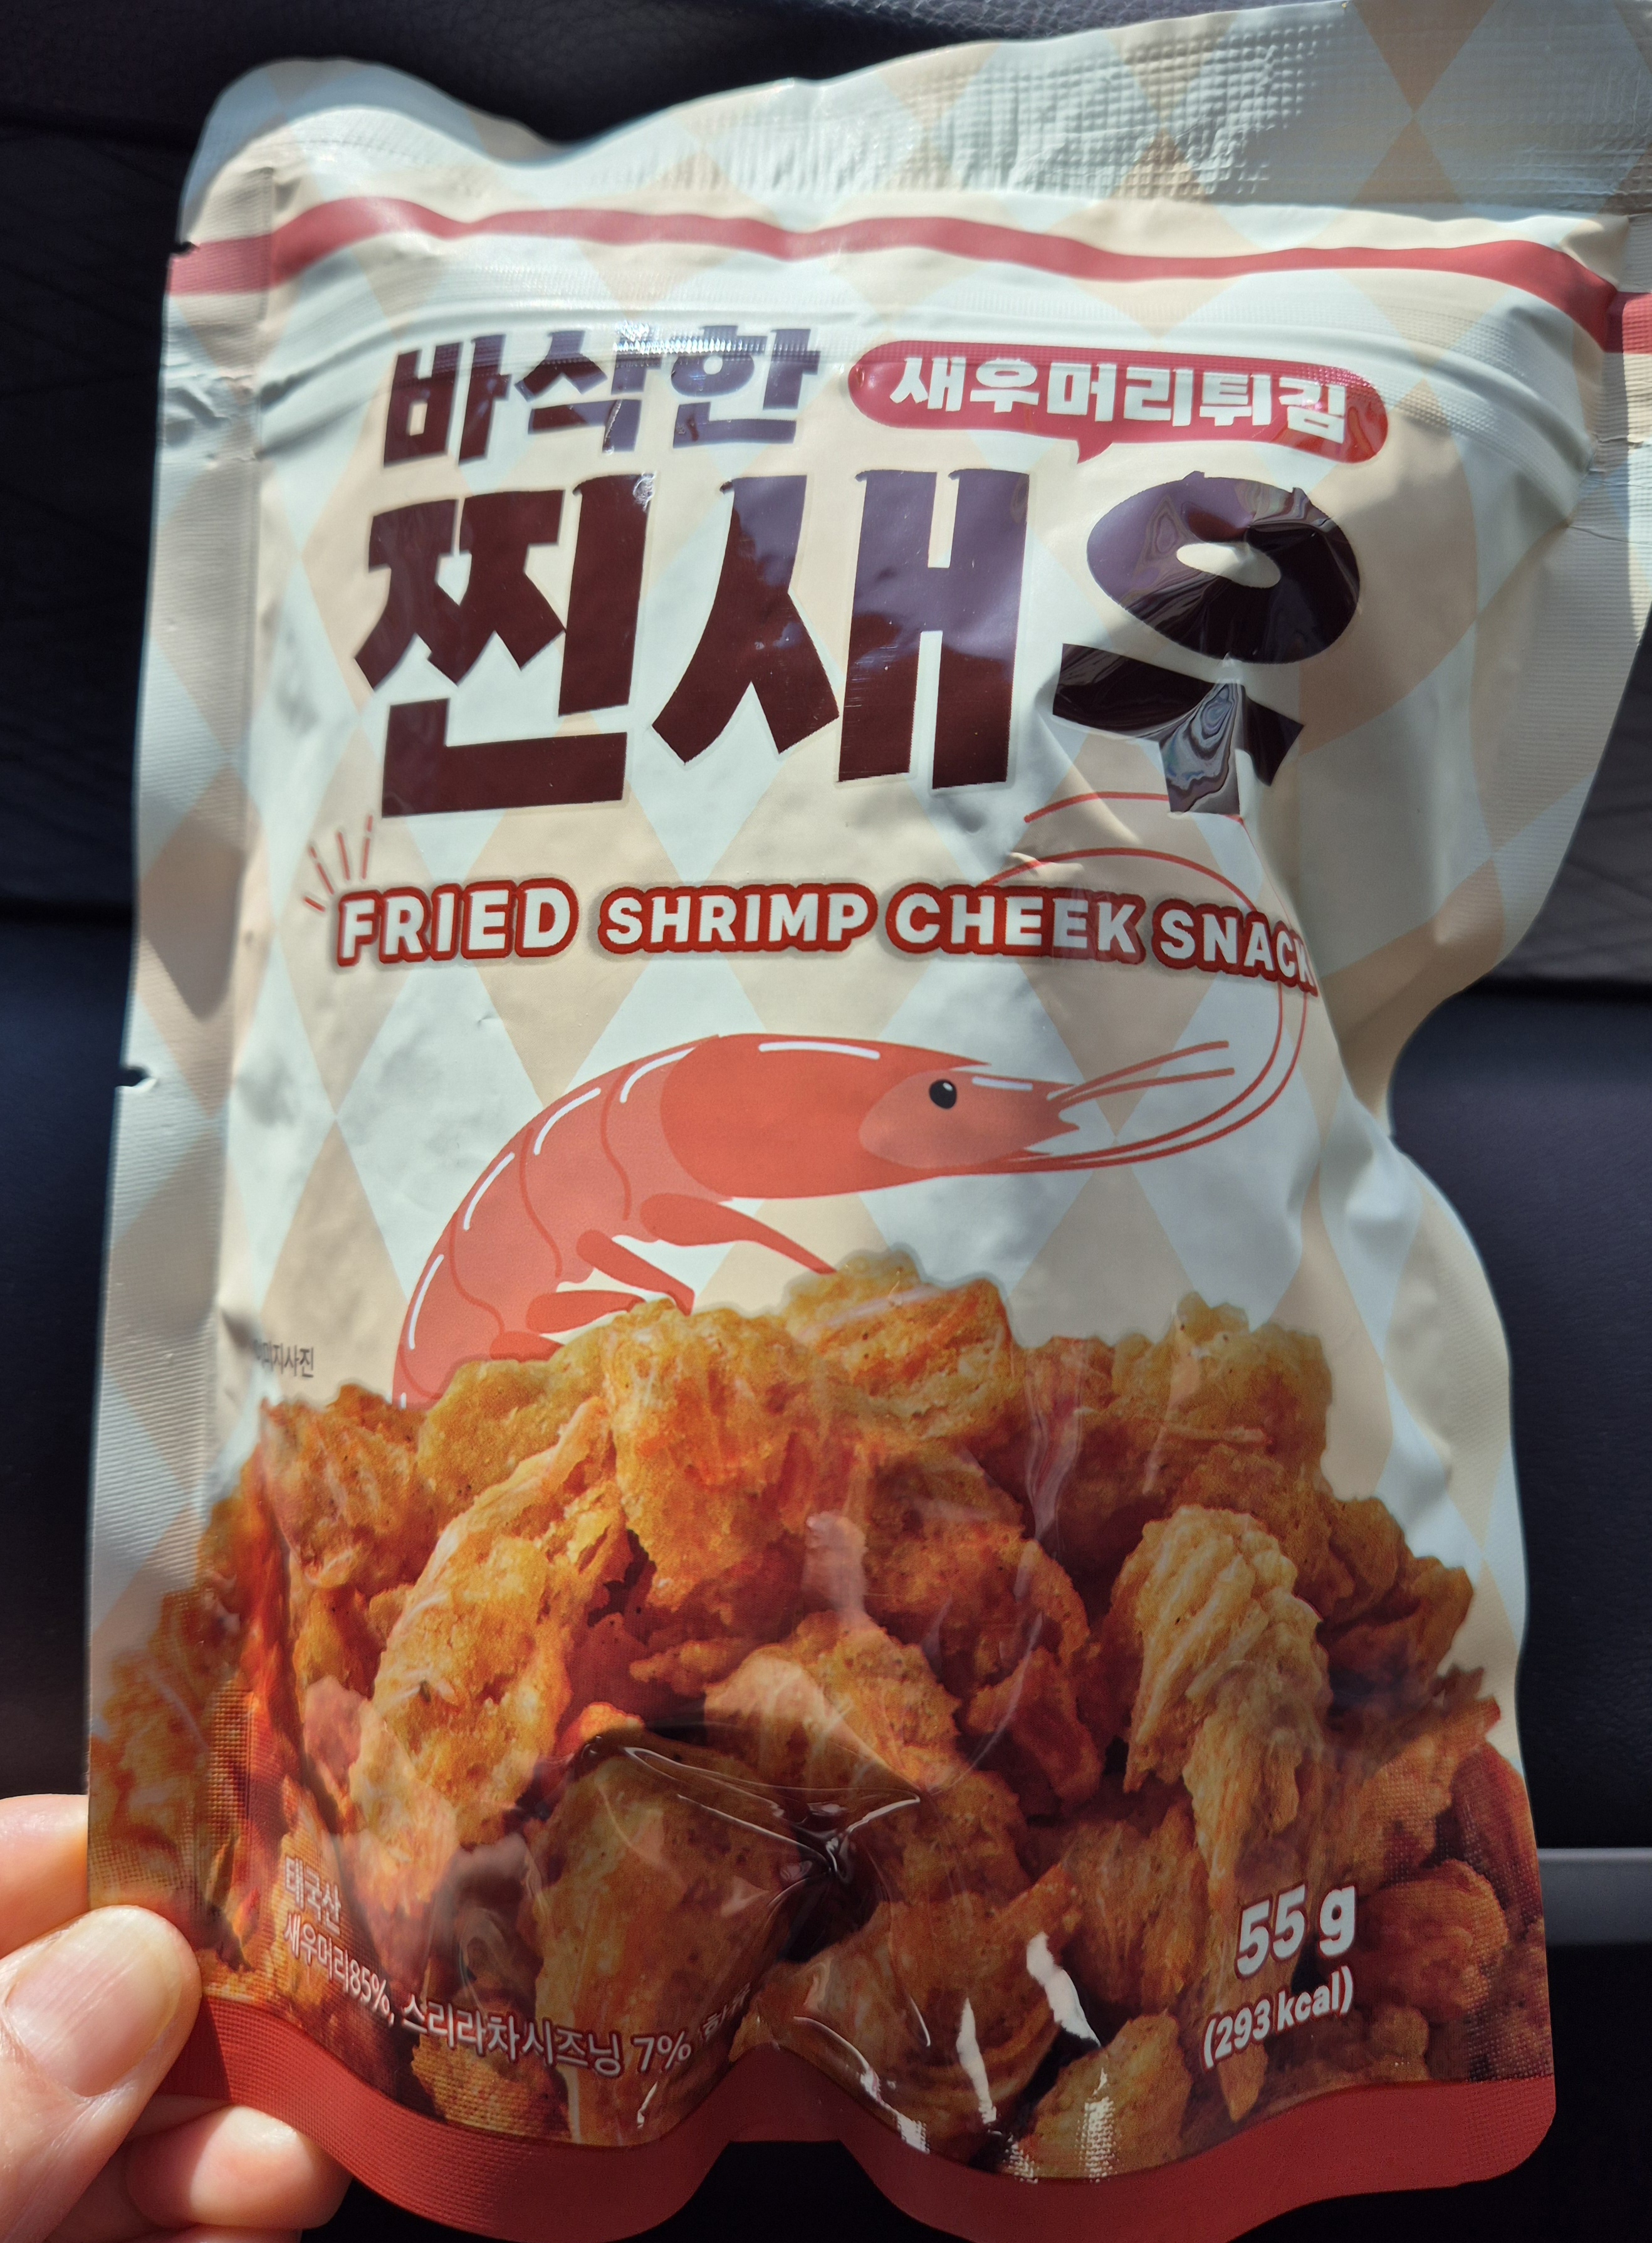 바삭한
새우머리튀김
찐새우
FRIED SHRIMP CHEEK SNACK
태국산
새우머리85%, 스리라차시즈닝 7%
55 g
(293 kcal)